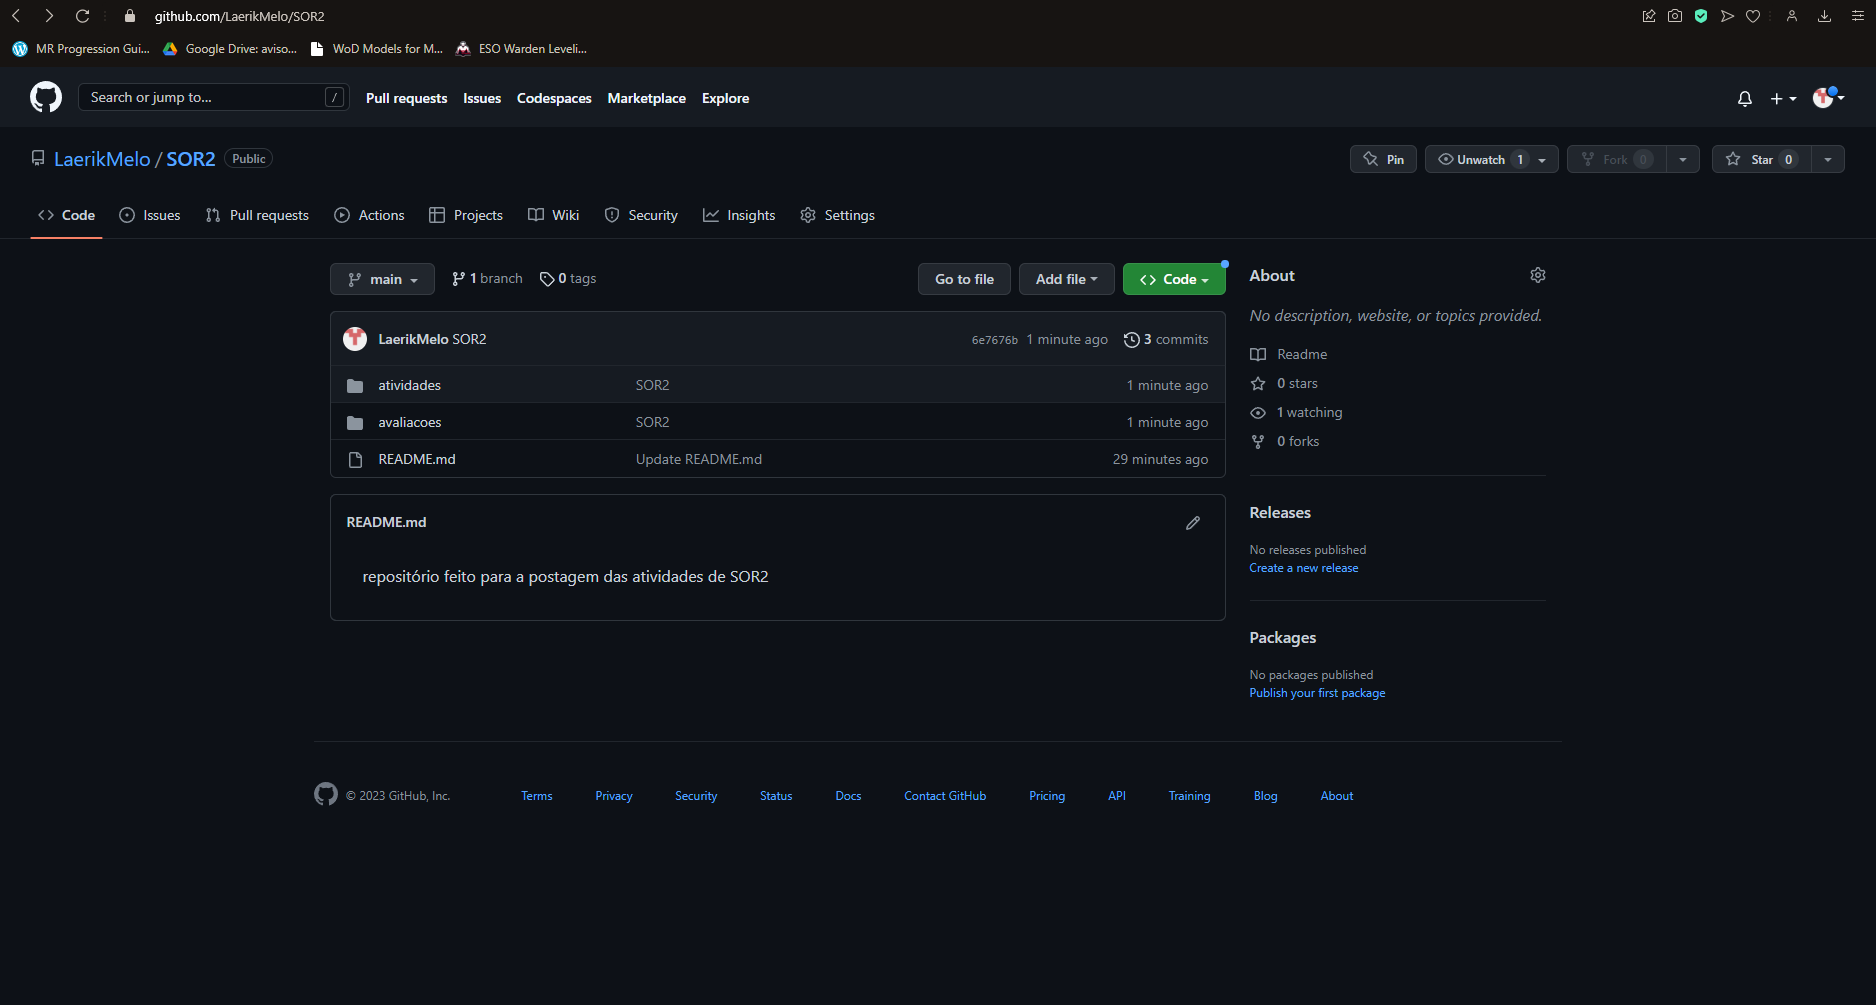 github.com/LaerikMelo/SOR2
MR Progression Gui... Google Drive: aviso... WoD Models for M... ESO Warden Leveli...
Search or jump to... / Pull requests Issues Codespaces Marketplace Explore
LaerikMelo / SOR2 Public Pin Unwatch 1 Fork 0 Star 0
Code Issues Pull requests Actions Projects Wiki Security Insights Settings
main 1 branch 0 tags Go to file Add file Code
LaerikMelo SOR2 6e7676b 1 minute ago 3 commits
atividades SOR2 1 minute ago
avaliacoes SOR2 1 minute ago
README.md Update README.md 29 minutes ago
README.md
repositório feito para a postagem das atividades de SOR2
About
No description, website, or topics provided.
Readme
0 stars
1 watching
0 forks
Releases
No releases published
Create a new release
Packages
No packages published
Publish your first package
© 2023 GitHub, Inc. Terms Privacy Security Status Docs Contact GitHub Pricing API Training Blog About